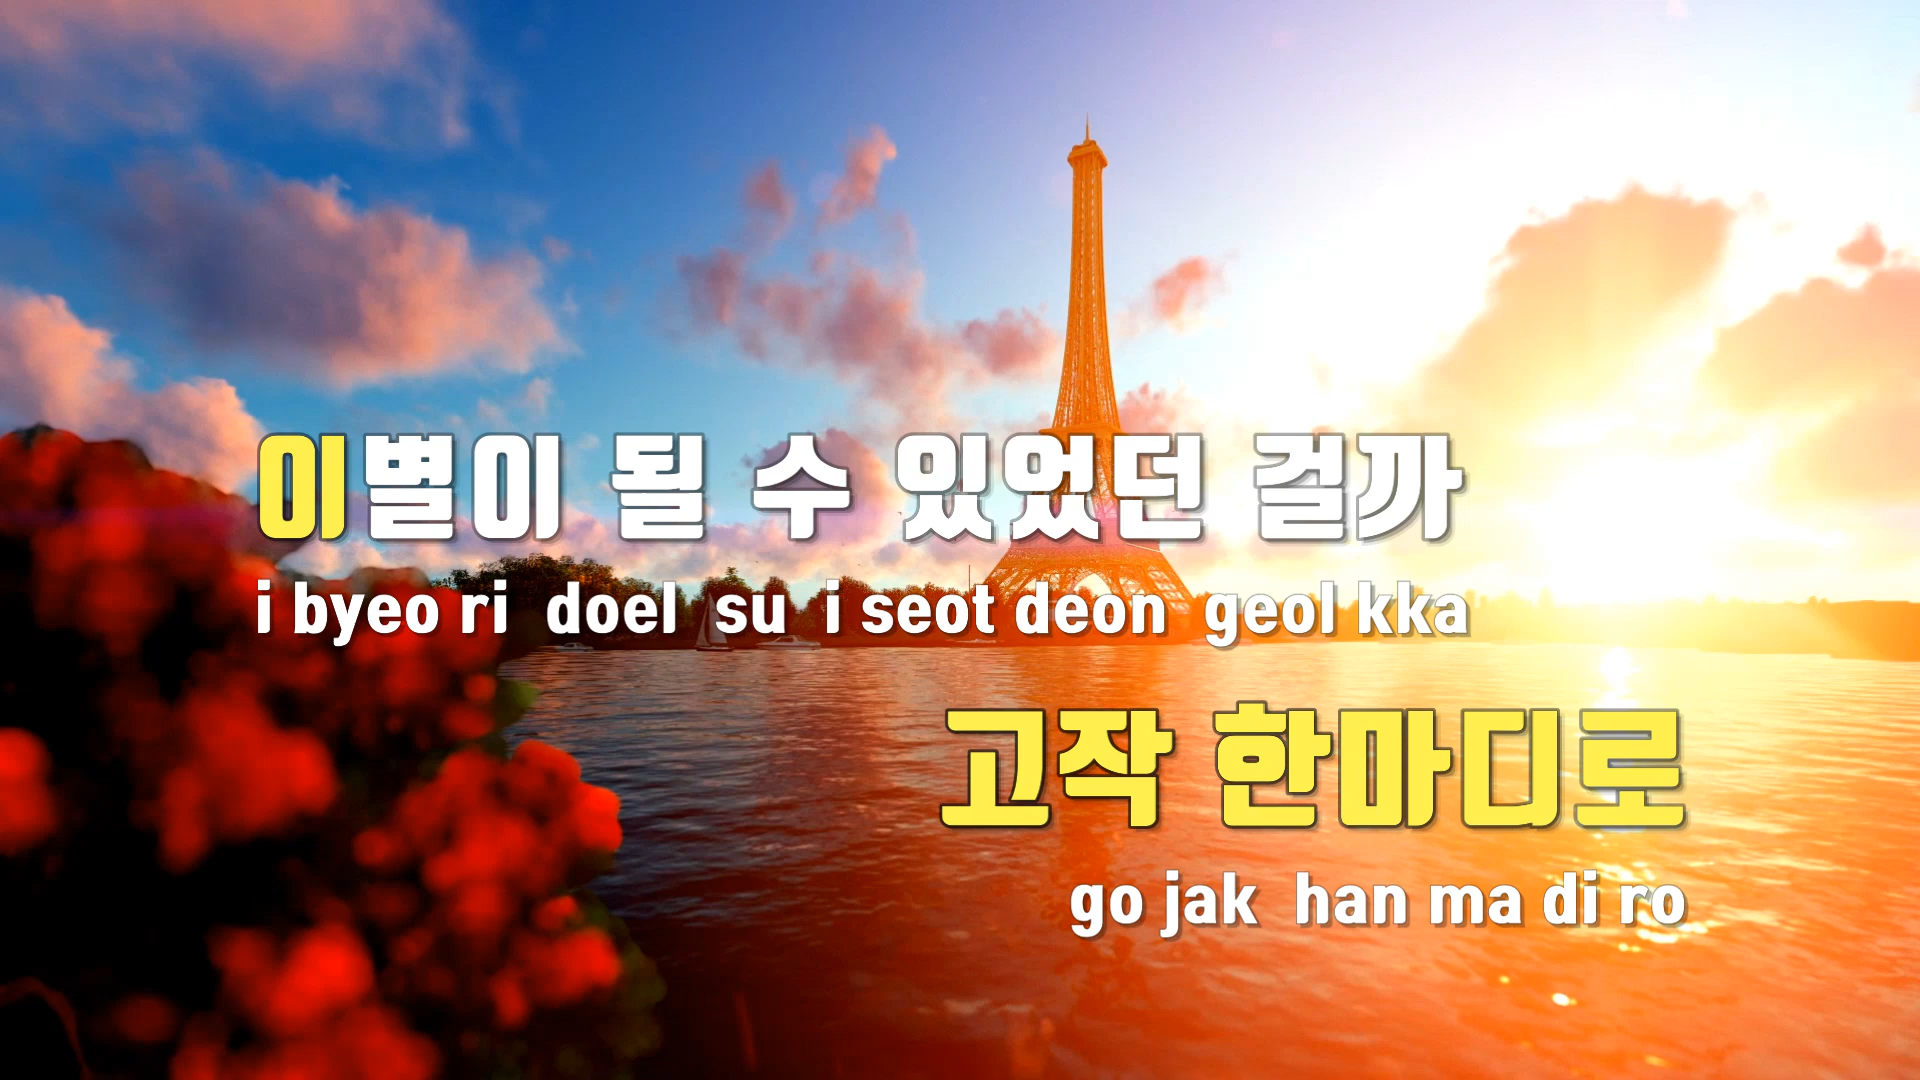 이별이 될 수 있었던 걸까
i byeo ri doel su i seot deon geol kka
고작 한마디로
go jak han ma di ro